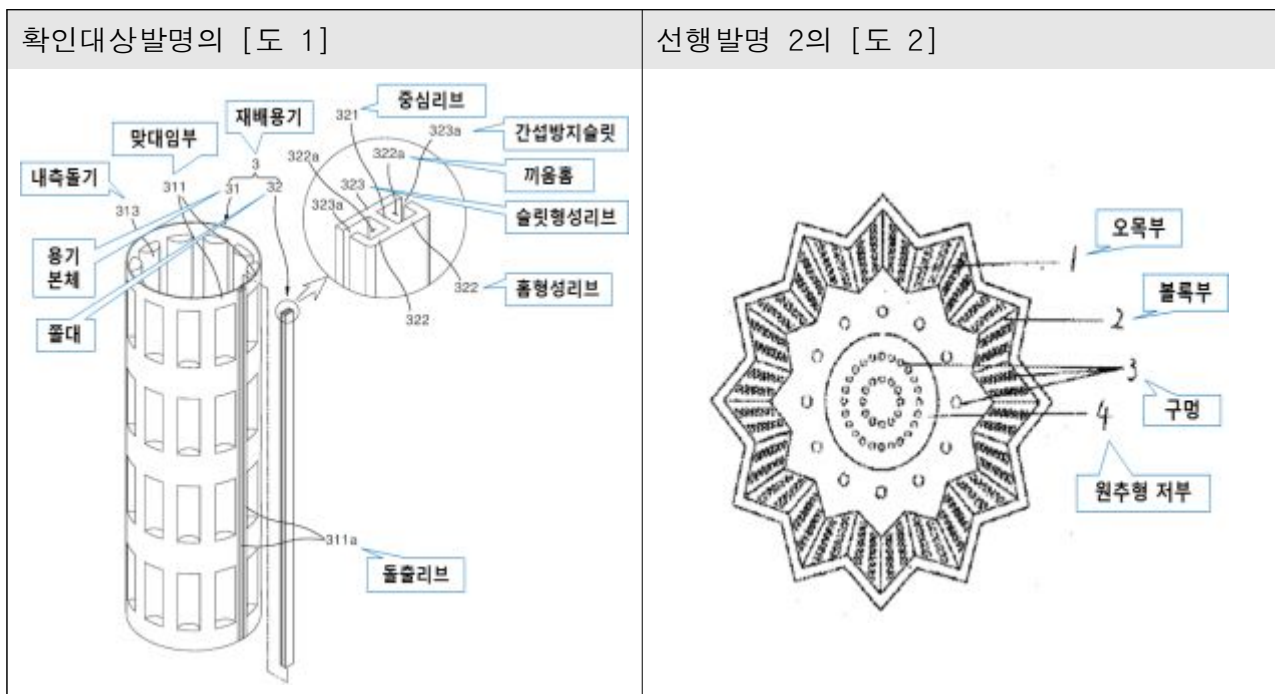 확인대상발명의 [도 1]
선행발명 2의 [도 2]
중심리브
321
재배용기
323a
간섭방지슬릿
맞대임부
3
322a
322a
끼움홈
내측돌기
311
31
32
323
슬릿형성리브
313
323a
용기
본체
322
홈형성리브
쫄대
322
311a
돌출리브
오목부
1
볼록부
2
3
구멍
4
원추형 저부